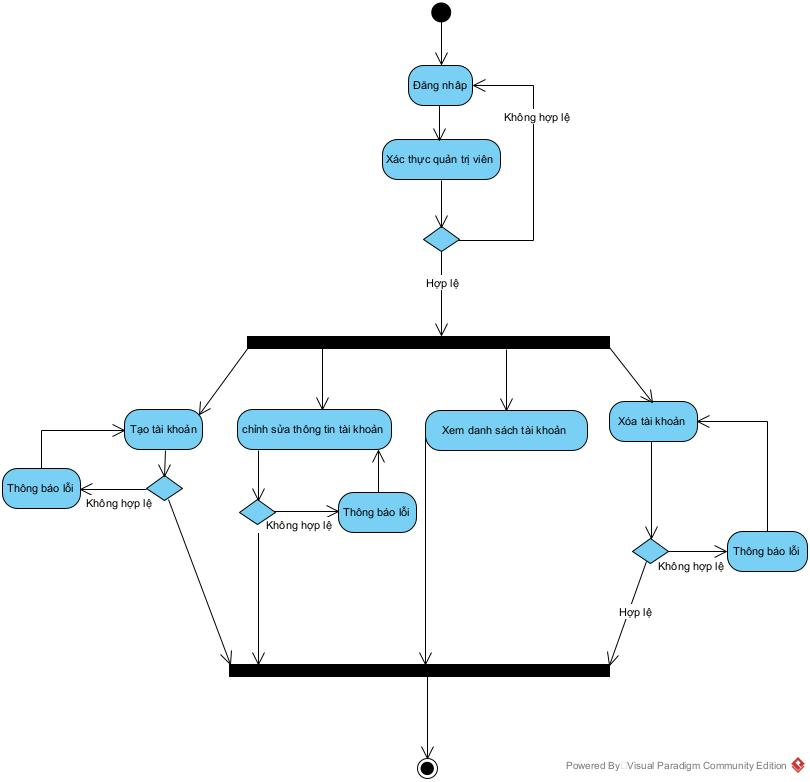 Đăng nhâp
Không hợp lệ
Xác thực quản trị viên
Hợp lệ
Tạo tài khoản
chỉnh sửa thông tin tài khoản
Xem danh sách tài khoản
Xóa tài khoản
Thông báo lỗi
Không hợp lệ
Thông báo lỗi
Không hợp lệ
Thông báo lỗi
Không hợp lệ
Hợp lệ
Powered By Visual Paradigm Community Edition